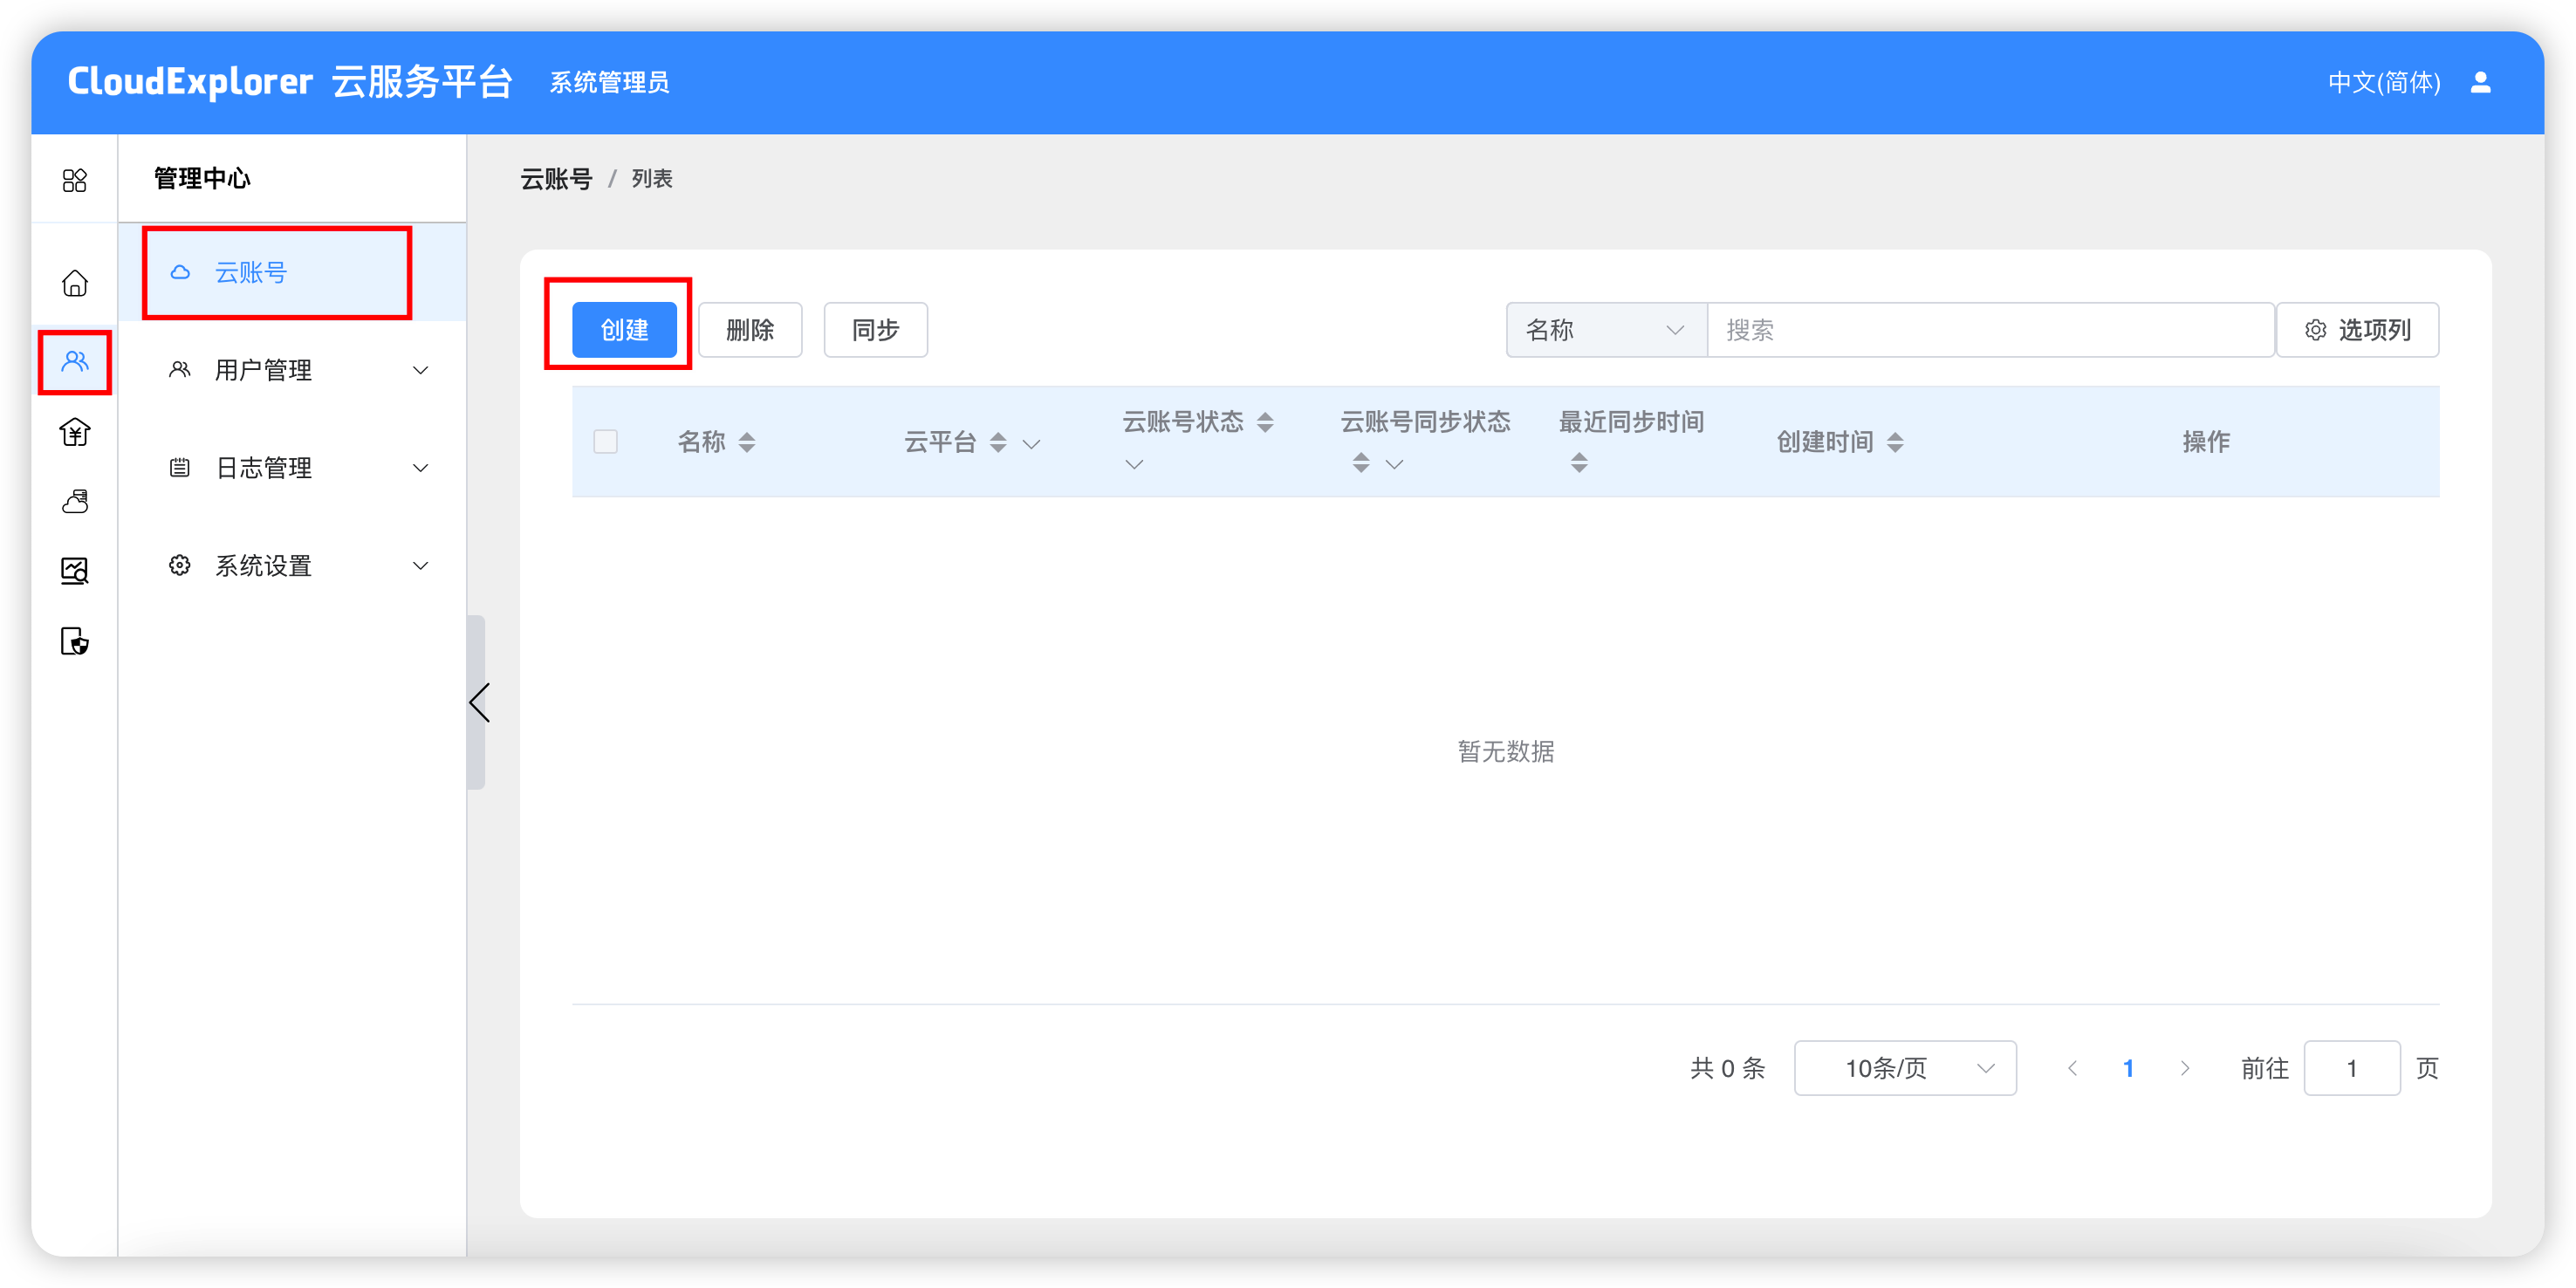 CloudExplorer 云服务平台 系统管理员 中文(简体)
管理中心
云账号
用户管理
日志管理
系统设置
云账号 / 列表
创建 删除 同步 名称 搜索 选项列
名称 云平台 云账号状态 云账号同步状态 最近同步时间 创建时间 操作
暂无数据
共 0 条 10条/页 1 前往 1 页